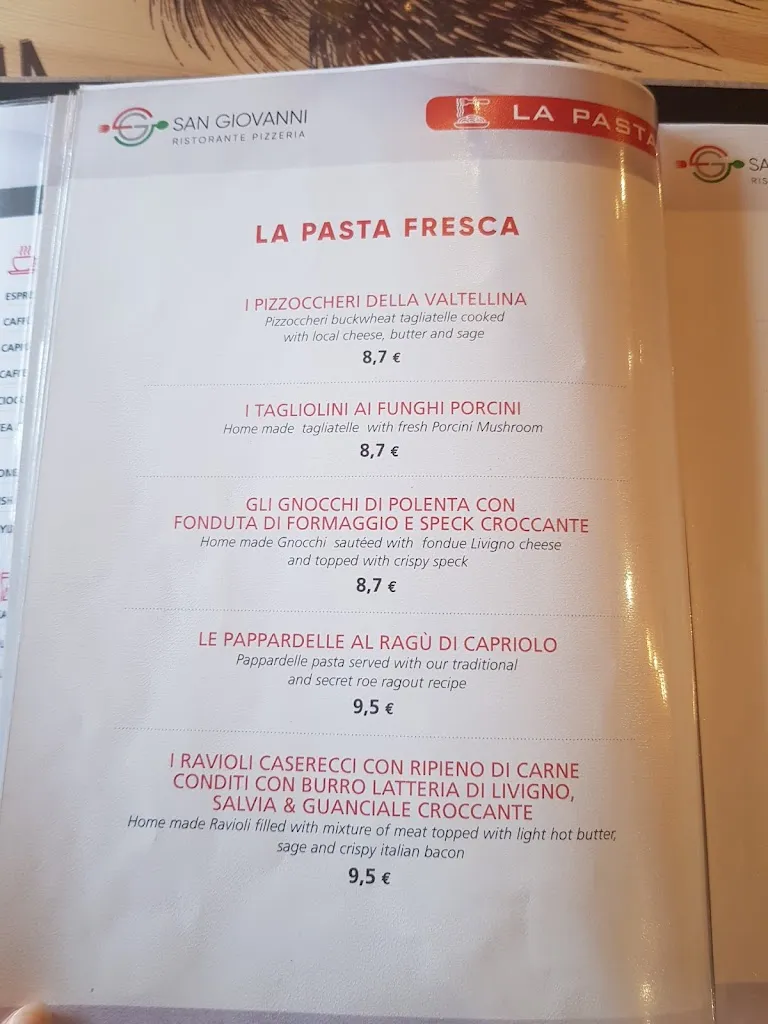 SAN GIOVANNI
RISTORANTE PIZZERIA
LA PASTA
LA PASTA FRESCA
I PIZZOCCHERI DELLA VALTELLINA
Pizzoccheri buckwheat tagliatelle cooked
with local cheese, butter and sage
8,7 €
I TAGLIOLINI AI FUNGHI PORCINI
Home made tagliatelle with fresh Porcini Mushroom
8,7 €
GLI GNOCCHI DI POLENTA CON
FONDUTA DI FORMAGGIO E SPECK CROCCANTE
Home made Gnocchi sautéed with fondue Livigno cheese
and topped with crispy speck
8,7 €
LE PAPPARDELLE AL RAGÙ DI CAPRIOLO
Pappardelle pasta served with our traditional
and secret roe ragout recipe
9,5 €
I RAVIOLI CASERECCI CON RIPIENO DI CARNE
CONDITI CON BURRO LATTERIA DI LIVIGNO,
SALVIA & GUANCIALE CROCCANTE
Home made Ravioli filled with mixture of meat topped with light hot butter,
sage and crispy italian bacon
9,5 €